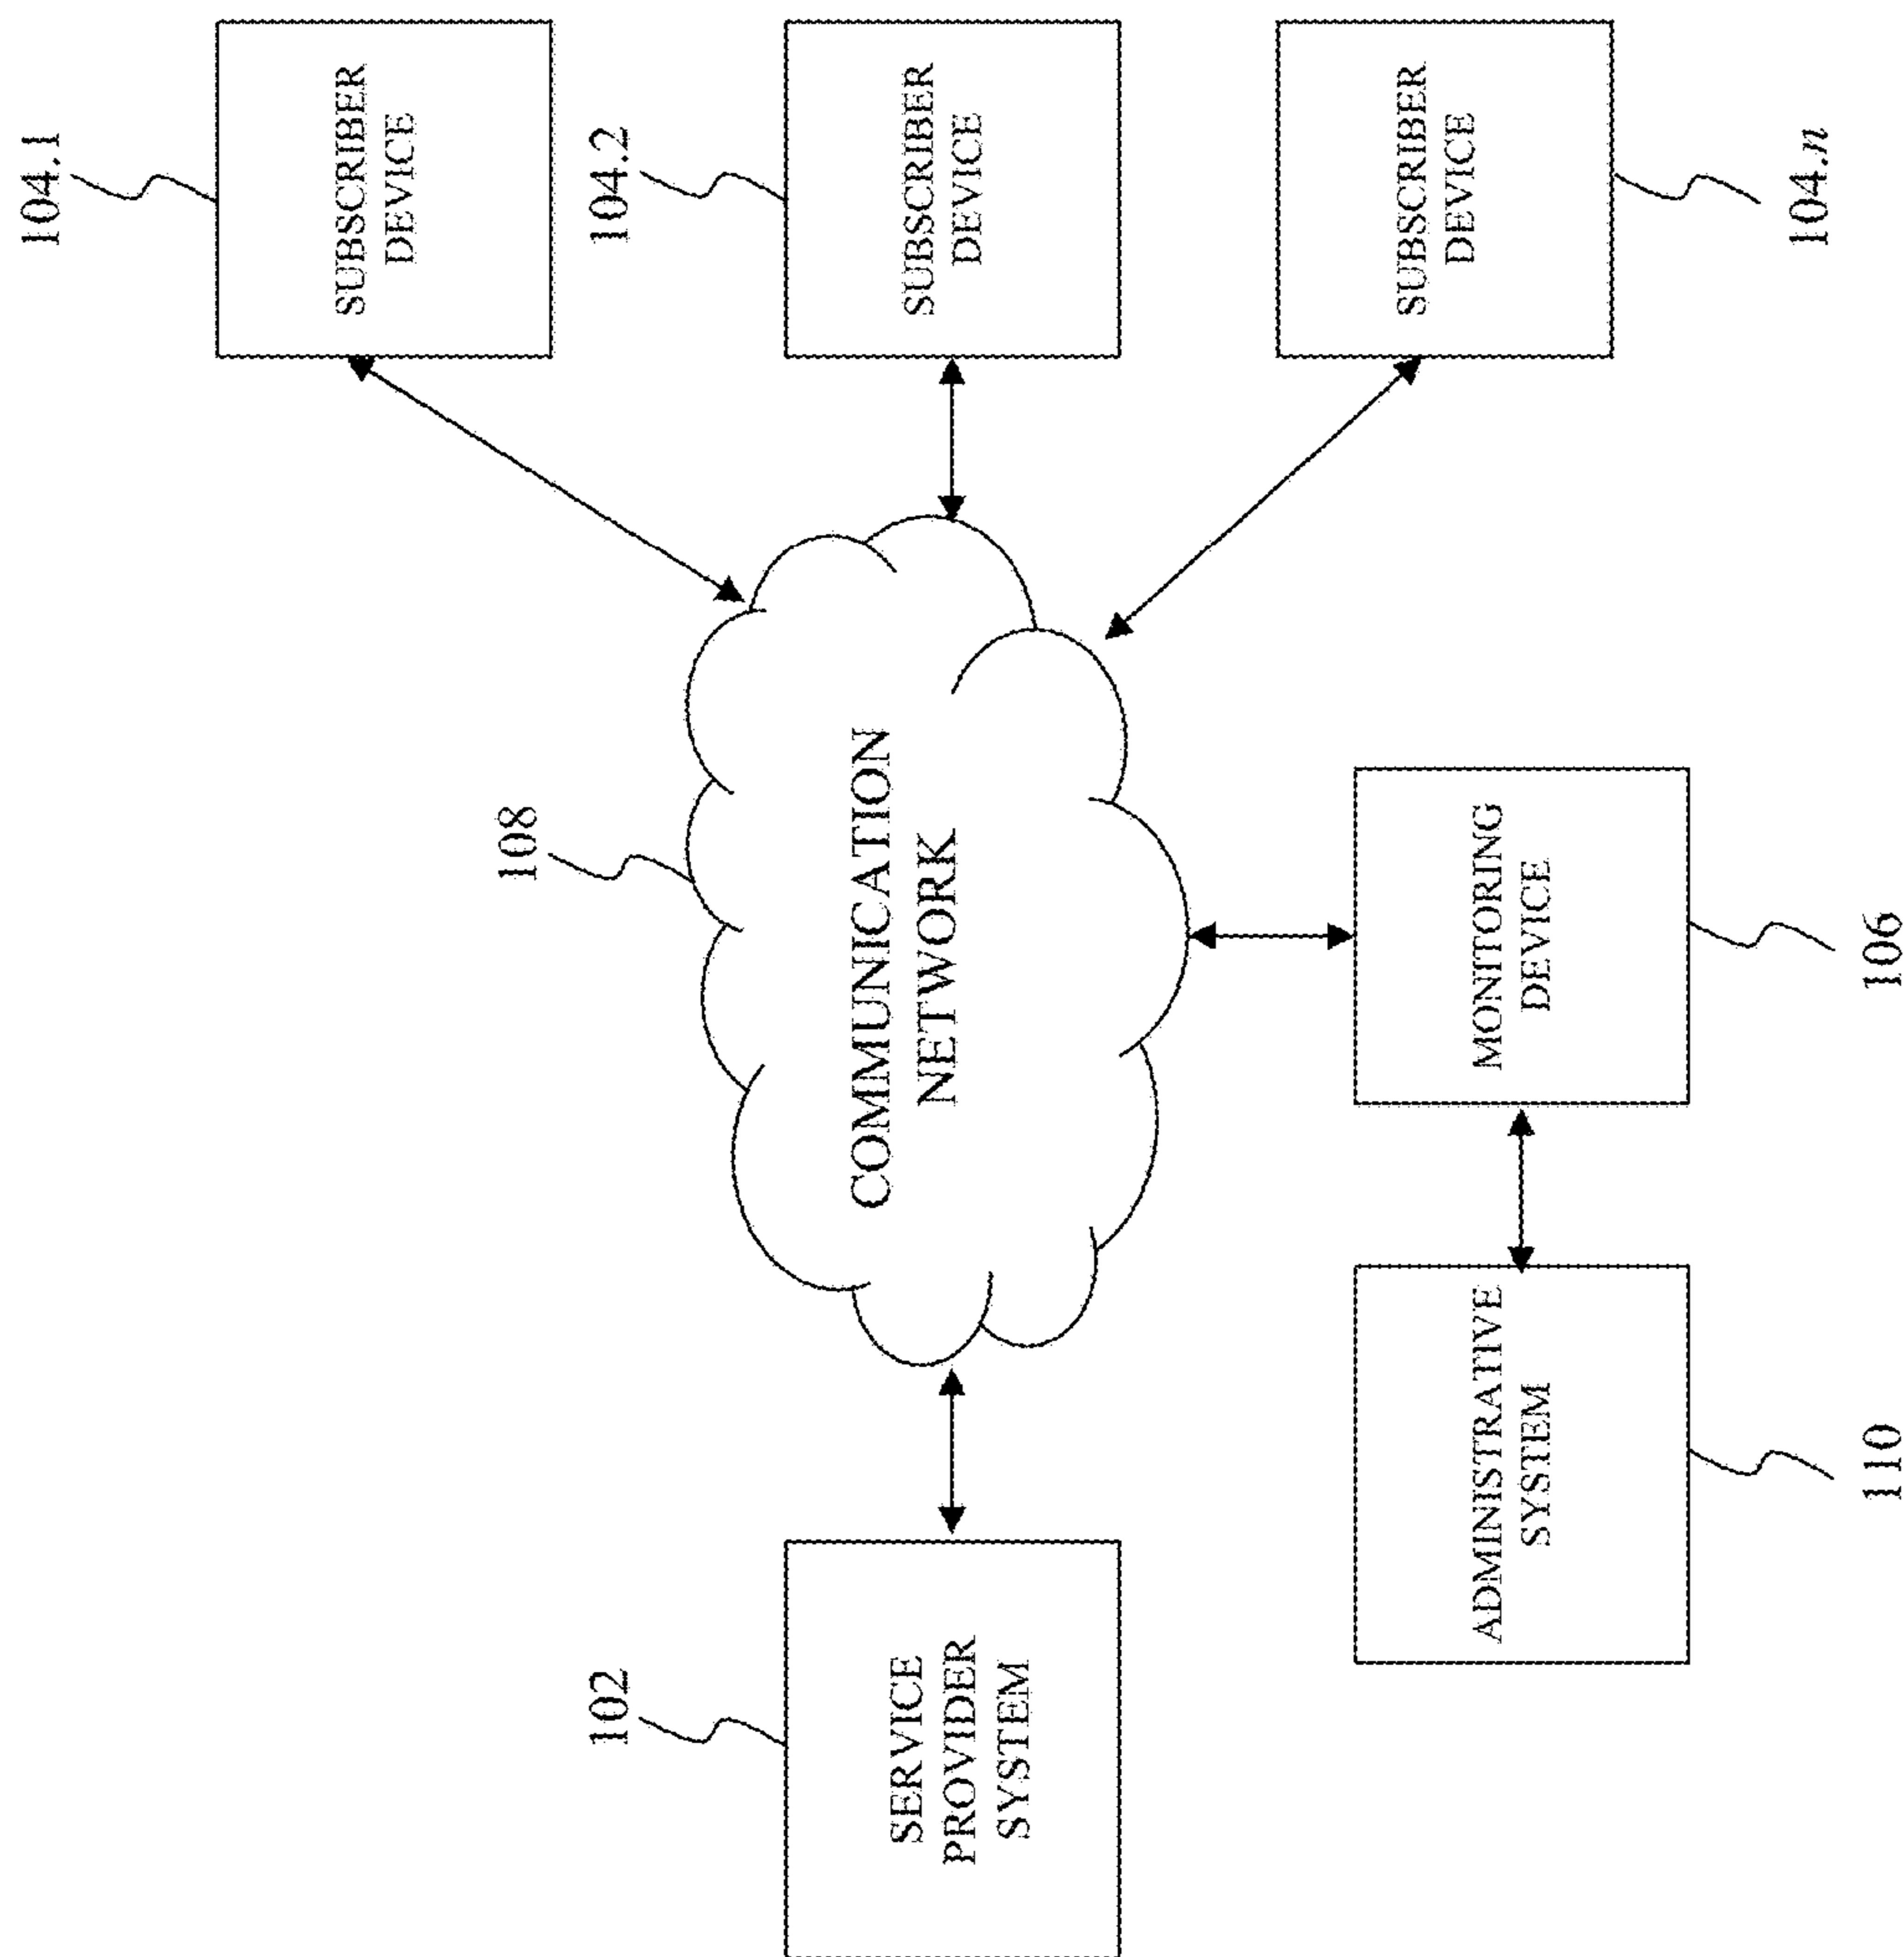 104.1
SUBSCRIBER
DEVICE
104.2
SUBSCRIBER
DEVICE
SUBSCRIBER
DEVICE
104.n
108
COMMUNICATION
NETWORK
102
SERVICE
PROVIDER
SYSTEM
MONITORING
DEVICE
106
ADMINISTRATIVE
SYSTEM
110